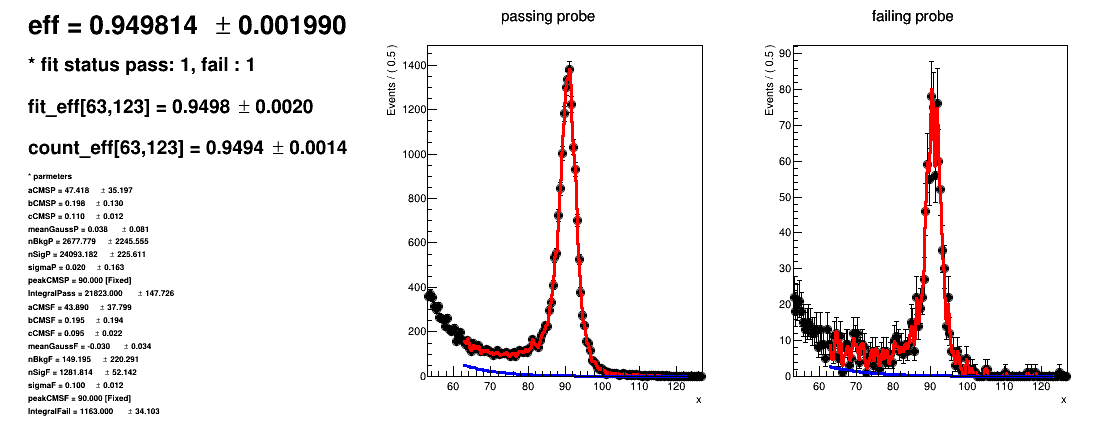 eff = 0.949814 ± 0.001990
* fit status pass: 1, fail : 1
fit_eff[63,123] = 0.9498 ± 0.0020
count_eff[63,123] = 0.9494 ± 0.0014
* parmeters
aCMSP = 47.418 ± 35.197
bCMSP = 0.198 ± 0.130
cCMSP = 0.110 ± 0.012
meanGaussP = 0.038 ± 0.081
nBkgP = 2677.779 ± 2245.555
nSigP = 24093.182 ± 225.611
sigmaP = 0.020 ± 0.163
peakCMSP = 90.000 [Fixed]
IntegralPass = 21823.000 ± 147.726
aCMSF = 43.890 ± 37.799
bCMSF = 0.195 ± 0.194
cCMSF = 0.095 ± 0.022
meanGaussF = -0.030 ± 0.034
nBkgF = 149.195 ± 220.291
nSigF = 1281.814 ± 52.142
sigmaF = 0.100 ± 0.012
peakCMSF = 90.000 [Fixed]
IntegralFail = 1163.000 ± 34.103
passing probe
Events / ( 0.5 )
1400
1200
1000
800
600
400
200
0
60 70 80 90 100 110 120
x
failing probe
Events / ( 0.5 )
90
80
70
60
50
40
30
20
10
0
60 70 80 90 100 110 120
x